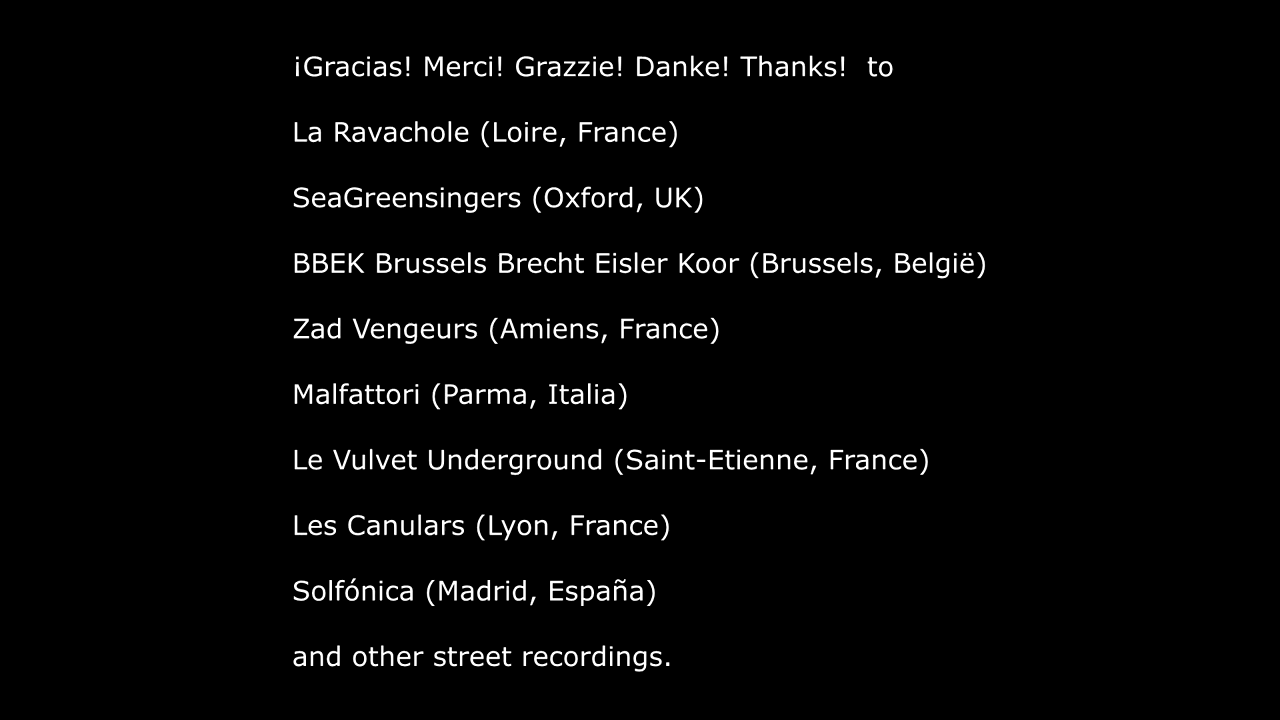 ¡Gracias! Merci! Grazzie! Danke! Thanks!  to
La Ravachole (Loire, France)
SeaGreensingers (Oxford, UK)
BBEK Brussels Brecht Eisler Koor (Brussels, België)
Zad Vengeurs (Amiens, France)
Malfattori (Parma, Italia)
Le Vulvet Underground (Saint-Etienne, France)
Les Canulars (Lyon, France)
Solfónica (Madrid, España)
and other street recordings.